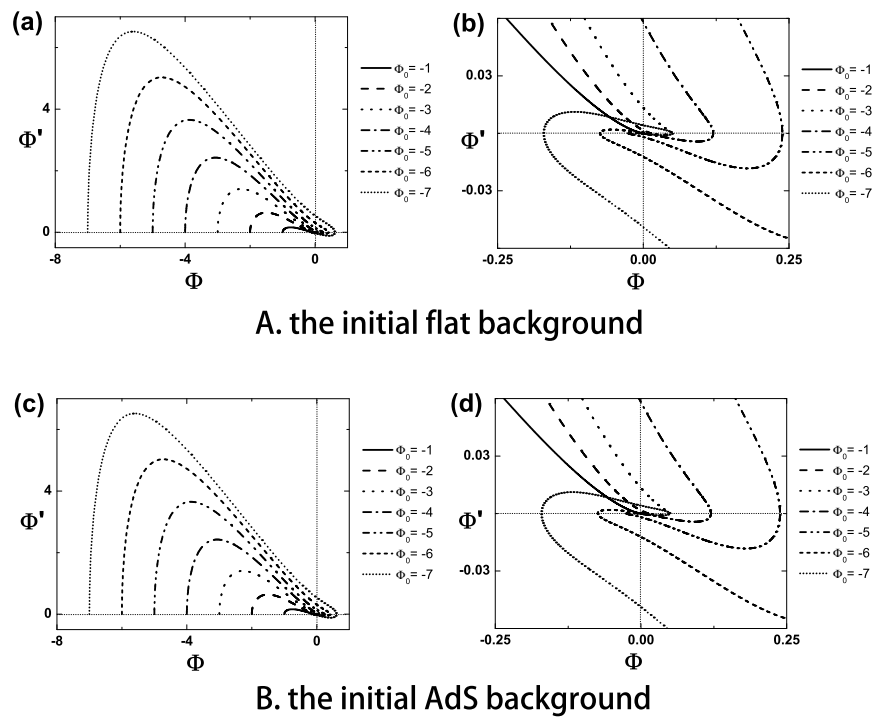 (a)
Φ'
4
0
-8
-4
0
Φ
Φ₀= -1
Φ₀= -2
Φ₀= -3
Φ₀= -4
Φ₀= -5
Φ₀= -6
Φ₀= -7
(b)
Φ'
0.03
-0.03
-0.25
0.00
0.25
Φ
Φ₀= -1
Φ₀= -2
Φ₀= -3
Φ₀= -4
Φ₀= -5
Φ₀= -6
Φ₀= -7
A. the initial flat background
(c)
Φ'
4
0
-8
-4
0
Φ
Φ₀= -1
Φ₀= -2
Φ₀= -3
Φ₀= -4
Φ₀= -5
Φ₀= -6
Φ₀= -7
(d)
Φ'
0.03
-0.03
-0.25
0.00
0.25
Φ
Φ₀= -1
Φ₀= -2
Φ₀= -3
Φ₀= -4
Φ₀= -5
Φ₀= -6
Φ₀= -7
B. the initial AdS background